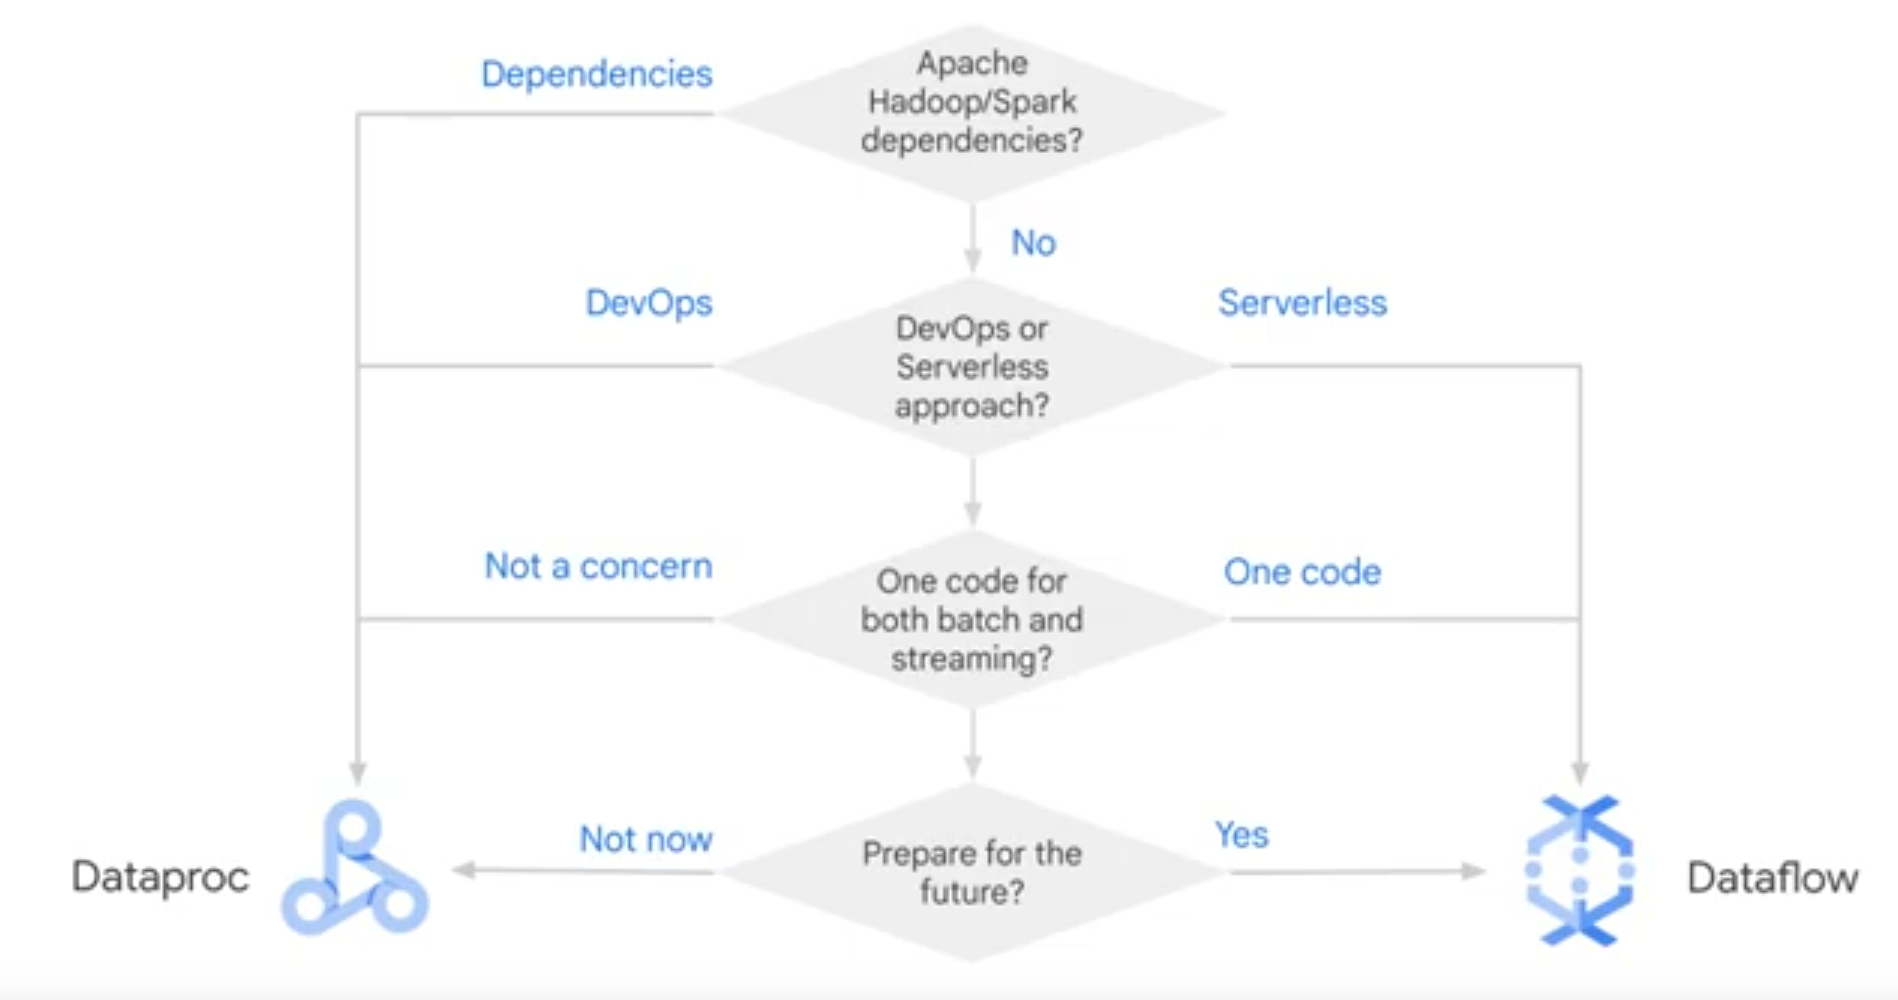 Dependencies
Apache
Hadoop/Spark
dependencies?
No
DevOps
DevOps or
Serverless
approach?
Serverless
Not a concern
One code for
both batch and
streaming?
One code
Dataproc
Not now
Prepare for the
future?
Yes
Dataflow